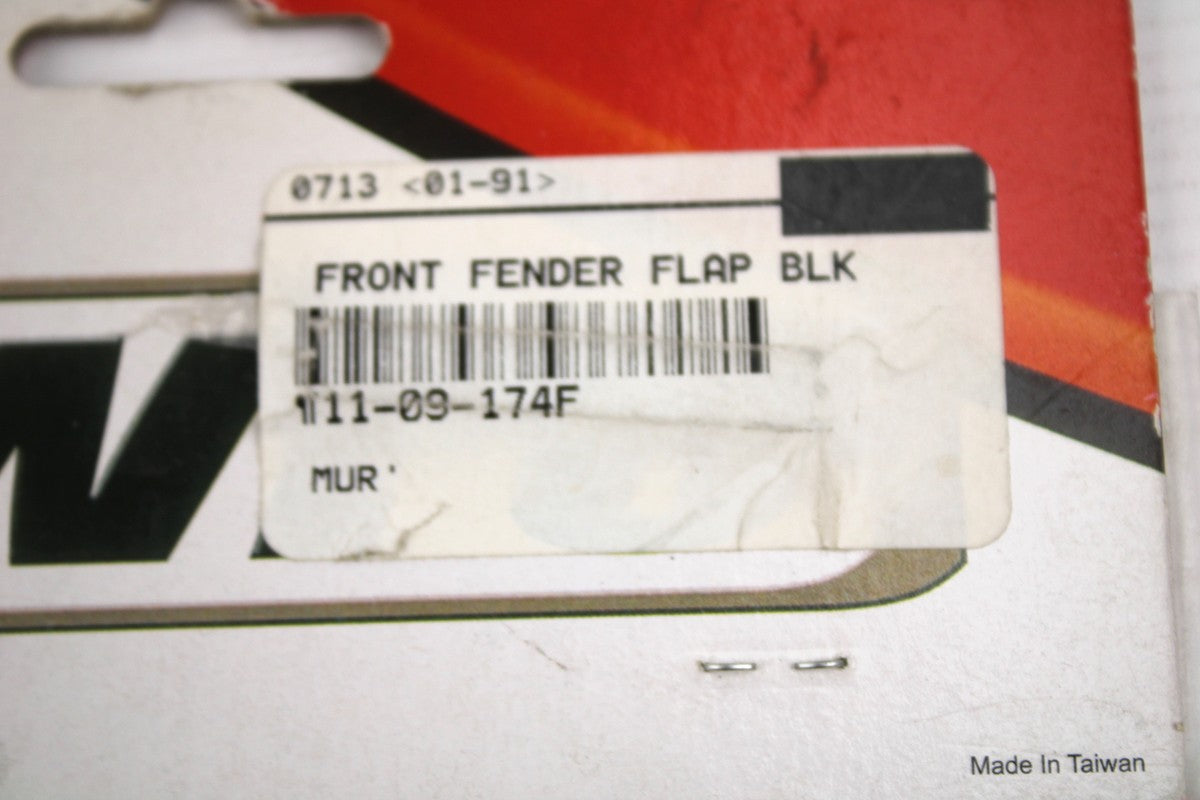 0713 <01-91>
FRONT FENDER FLAP BLK
11-09-174F
MUR'
Made In Taiwan